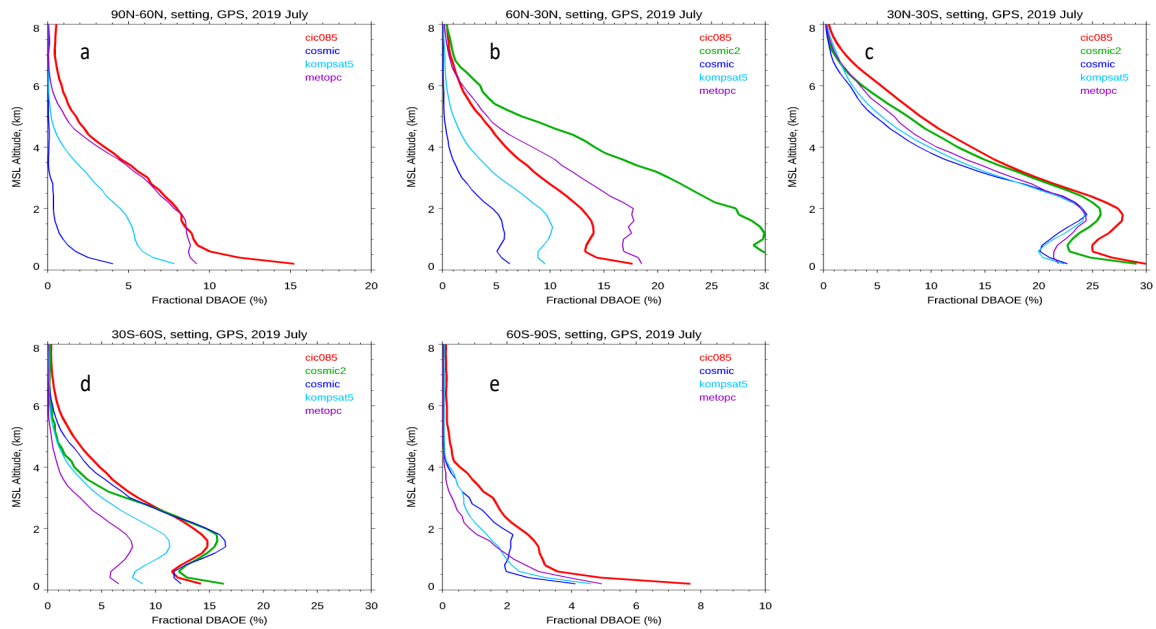 90N-60N, setting, GPS, 2019 July
a
cic085
cosmic
kompsat5
metopc
MSL Altitude, (km)
8
6
4
2
0
0 5 10 15 20
Fractional DBAOE (%)
60N-30N, setting, GPS, 2019 July
b
cic085
cosmic2
cosmic
kompsat5
metopc
MSL Altitude, (km)
8
6
4
2
0
0 5 10 15 20 25 30
Fractional DBAOE (%)
30N-30S, setting, GPS, 2019 July
c
cic085
cosmic2
cosmic
kompsat5
metopc
MSL Altitude, (km)
8
6
4
2
0
0 5 10 15 20 25 30
Fractional DBAOE (%)
30S-60S, setting, GPS, 2019 July
d
cic085
cosmic2
cosmic
kompsat5
metopc
MSL Altitude, (km)
8
6
4
2
0
0 5 10 15 20 25 30
Fractional DBAOE (%)
60S-90S, setting, GPS, 2019 July
e
cic085
cosmic
kompsat5
metopc
MSL Altitude, (km)
8
6
4
2
0
0 2 4 6 8 10
Fractional DBAOE (%)